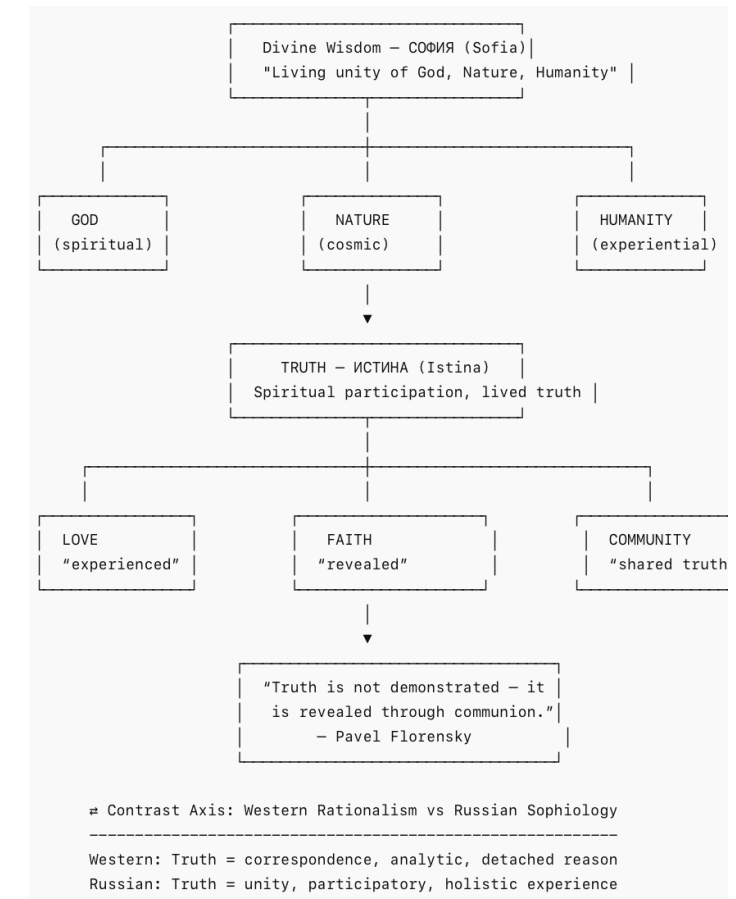 Divine Wisdom — СОФИЯ (Sofia)
"Living unity of God, Nature, Humanity"
GOD NATURE HUMANITY
(spiritual) (cosmic) (experiential)
TRUTH — ИСТИНА (Istina)
Spiritual participation, lived truth
LOVE FAITH COMMUNITY
“experienced” “revealed” “shared truth
“Truth is not demonstrated — it
is revealed through communion.”
— Pavel Florensky
⇄ Contrast Axis: Western Rationalism vs Russian Sophiology
Western: Truth = correspondence, analytic, detached reason
Russian: Truth = unity, participatory, holistic experience